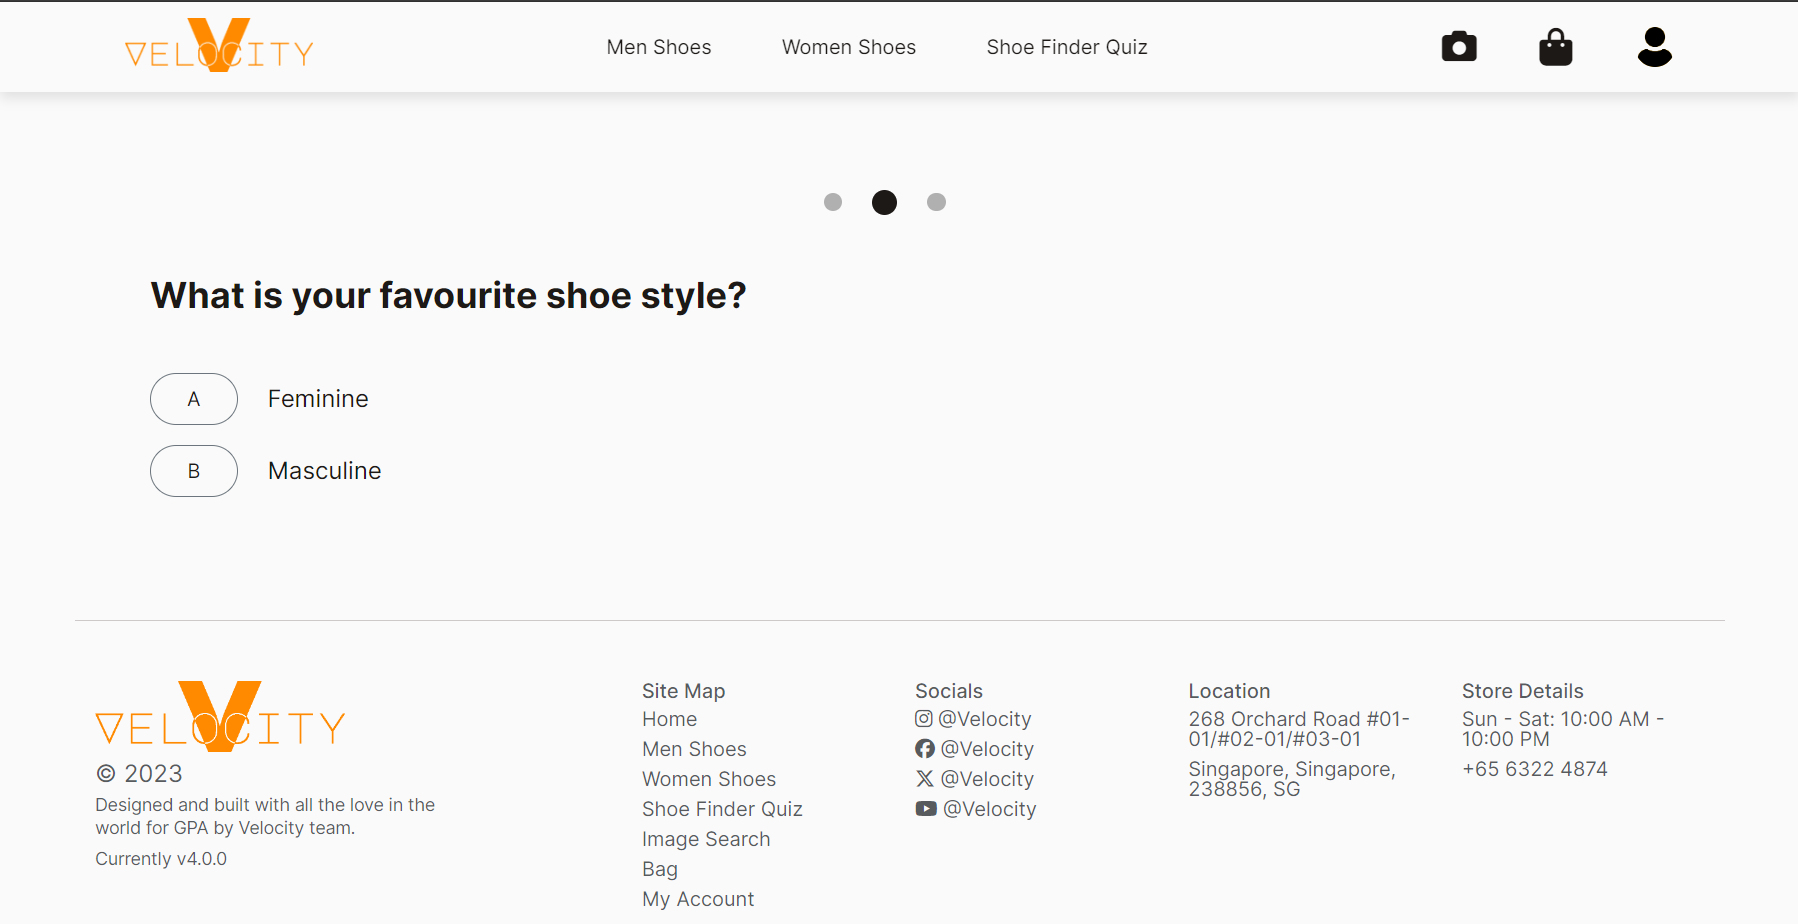 VELOCITY
Men Shoes
Women Shoes
Shoe Finder Quiz
What is your favourite shoe style?
A Feminine
B Masculine
VELOCITY
© 2023
Designed and built with all the love in the
world for GPA by Velocity team.
Currently v4.0.0
Site Map
Home
Men Shoes
Women Shoes
Shoe Finder Quiz
Image Search
Bag
My Account
Socials
@Velocity
@Velocity
@Velocity
@Velocity
Location
268 Orchard Road #01-
01/#02-01/#03-01
Singapore, Singapore,
238856, SG
Store Details
Sun - Sat: 10:00 AM -
10:00 PM
+65 6322 4874